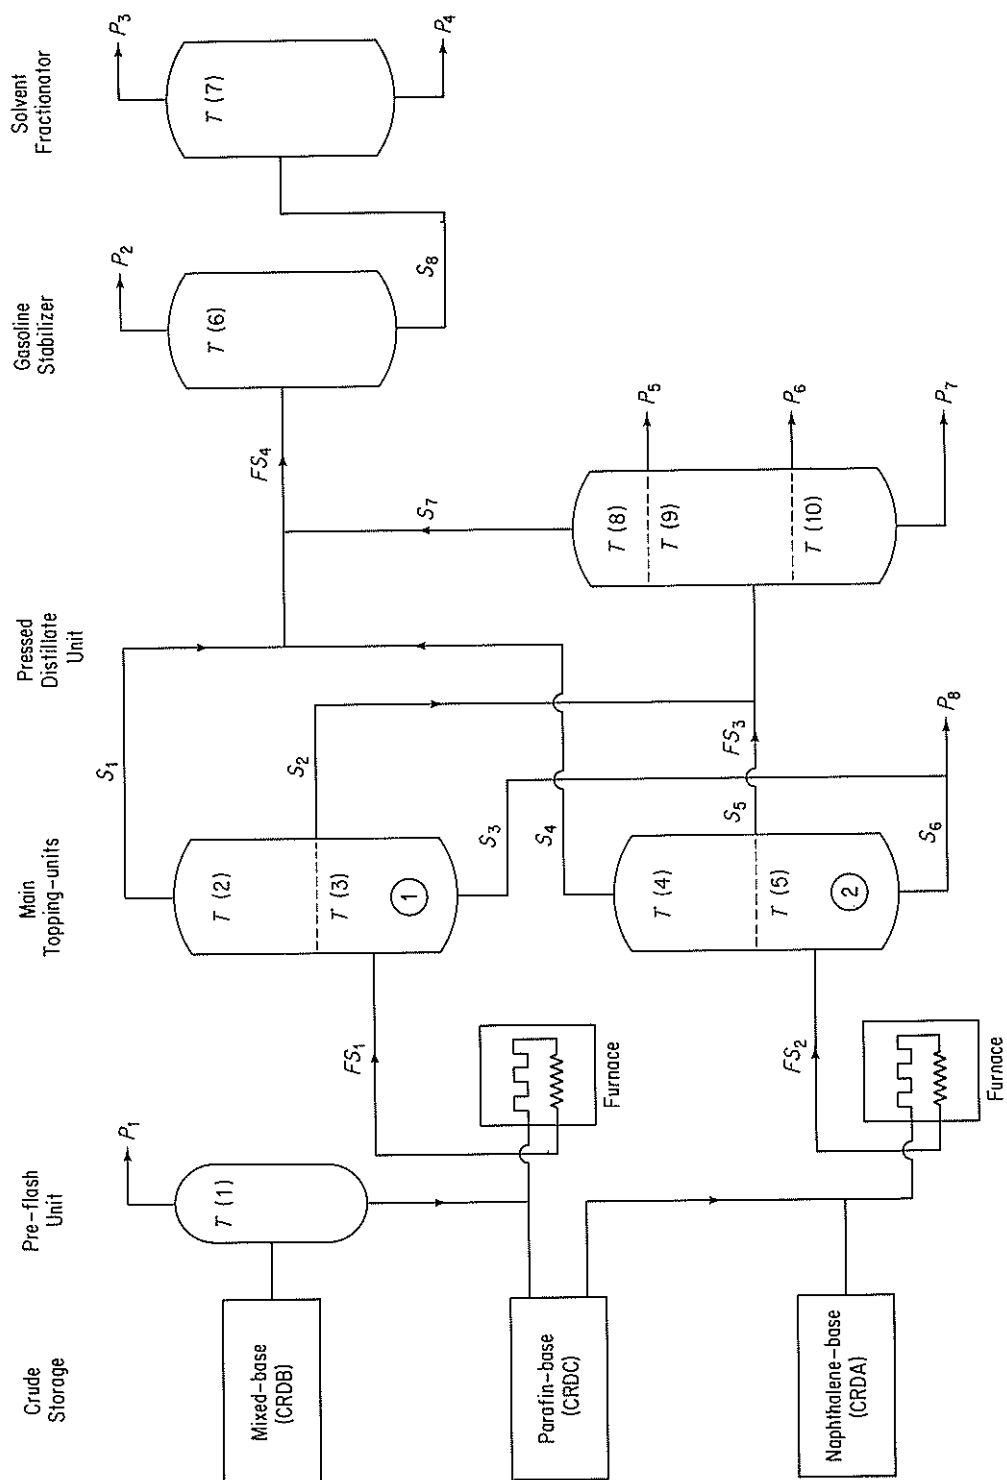 Crude
Storage
Pre-flash
Unit
Main
Topping-units
Pressed
Distillate
Unit
Gasoline
Stabilizer
Solvent
Fractionator
Mixed-base
(CRDB)
Parafin-base
(CRDC)
Naphthalene-base
(CRDA)
T (1)
P1
FS1
Furnace
FS2
Furnace
T (2)
T (3)
1
T (4)
T (5)
2
S1
S2
S3
S4
S5
S6
FS3
P8
S7
FS4
T (8)
T (9)
T (10)
P5
P6
P7
T (6)
P2
S8
T (7)
P3
P4